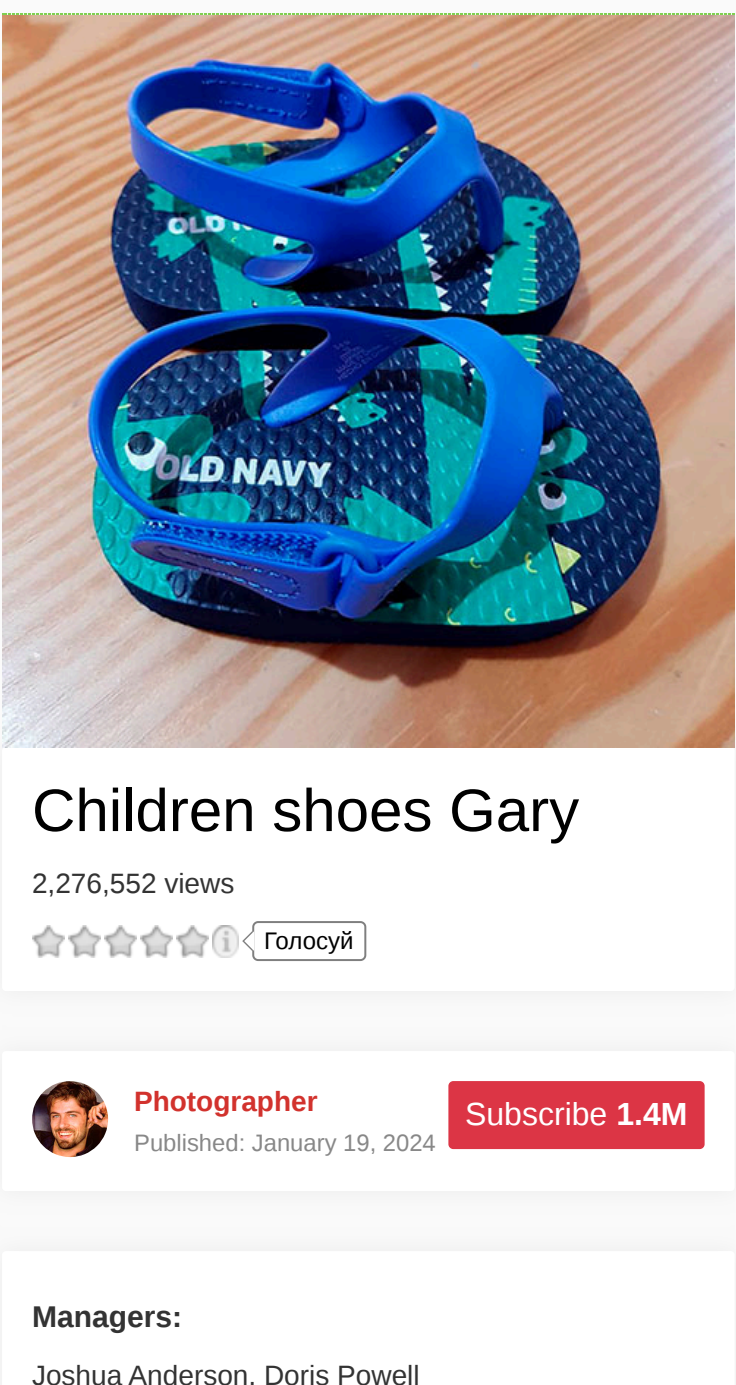 OLD
OLD NAVY
Children shoes Gary
2,276,552 views
Голосуй
Photographer
Published: January 19, 2024
Subscribe 1.4M
Managers:
Joshua Anderson, Doris Powell